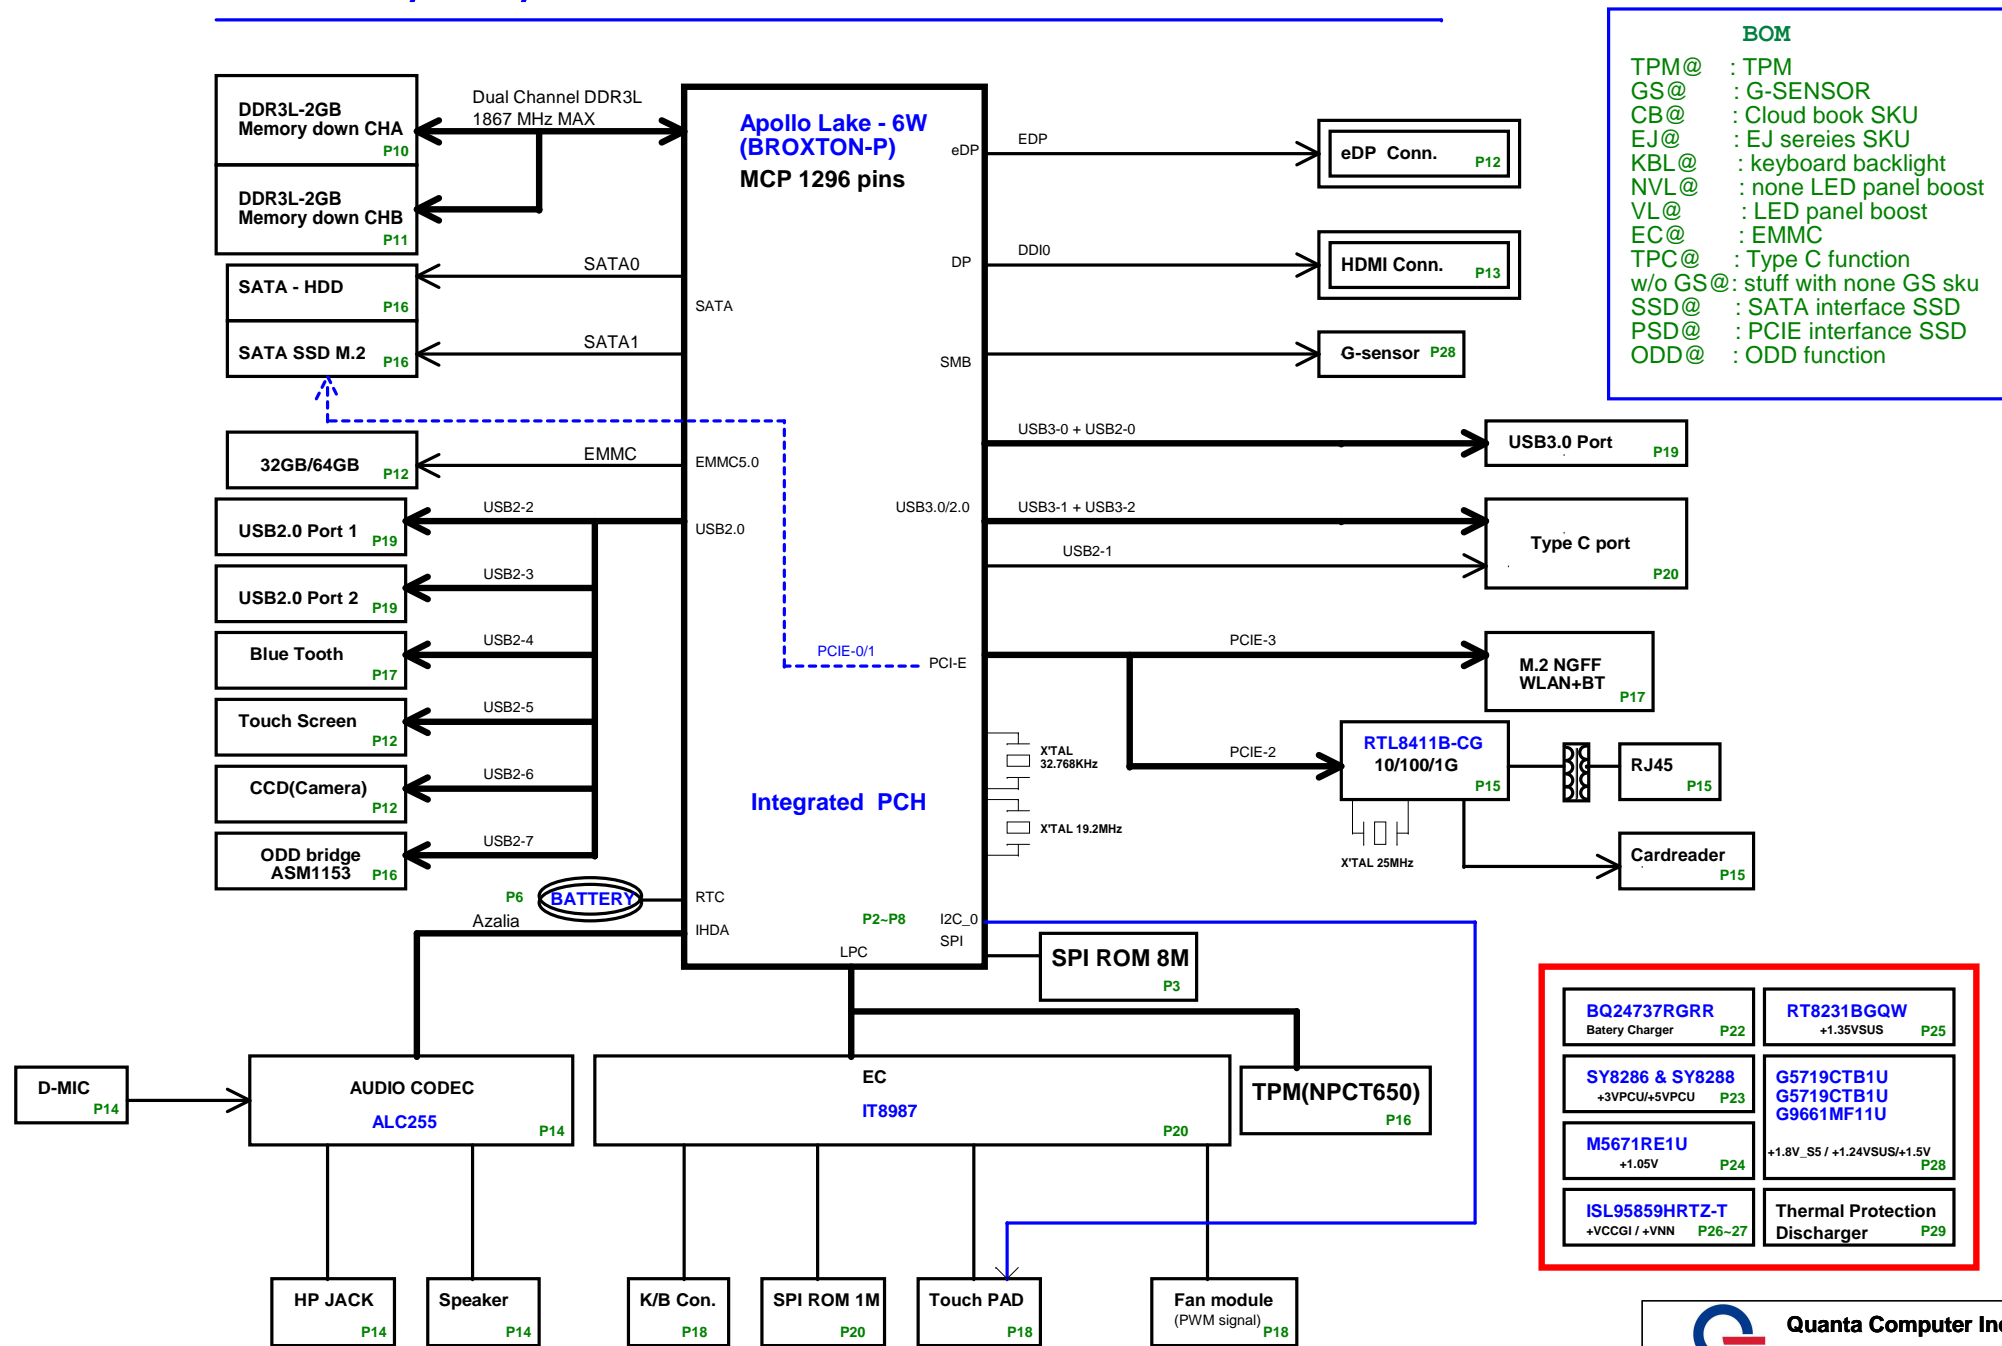 BOM
TPM@ : TPM
GS@ : G-SENSOR
CB@ : Cloud book SKU
EJ@ : EJ sereies SKU
KBL@ : keyboard backlight
NVL@ : none LED panel boost
VL@ : LED panel boost
EC@ : EMMC
TPC@ : Type C function
w/o GS@: stuff with none GS sku
SSD@ : SATA interface SSD
PSD@ : PCIE interfance SSD
ODD@ : ODD function
DDR3L-2GB
Memory down CHA
P10
DDR3L-2GB
Memory down CHB
P11
Dual Channel DDR3L
1867 MHz MAX
SATA - HDD
P16
SATA0
SATA SSD M.2
P16
SATA1
32GB/64GB
P12
EMMC
USB2.0 Port 1
P19
USB2-2
USB2.0 Port 2
P19
USB2-3
Blue Tooth
P17
USB2-4
Touch Screen
P12
USB2-5
CCD(Camera)
P12
USB2-6
ODD bridge
ASM1153
P16
USB2-7
P6
BATTERY
Azalia
Apollo Lake - 6W
(BROXTON-P)
MCP 1296 pins
eDP
DP
SATA
SMB
EMMC5.0
USB3.0/2.0
USB2.0
PCIE-0/1
PCI-E
Integrated PCH
RTC
P2~P8
I2C_0
IHDA
SPI
LPC
EDP
eDP Conn.
P12
DDI0
HDMI Conn.
P13
G-sensor P28
USB3-0 + USB2-0
USB3.0 Port
P19
USB3-1 + USB3-2
USB2-1
Type C port
P20
PCIE-3
M.2 NGFF
WLAN+BT
P17
X'TAL
32.768KHz
X'TAL 19.2MHz
PCIE-2
RTL8411B-CG
10/100/1G
P15
X'TAL 25MHz
RJ45
P15
Cardreader
P15
SPI ROM 8M
P3
D-MIC
P14
AUDIO CODEC
ALC255
P14
EC
IT8987
P20
TPM(NPCT650)
P16
HP JACK
P14
Speaker
P14
K/B Con.
P18
SPI ROM 1M
P20
Touch PAD
P18
Fan module
(PWM signal)
P18
BQ24737RGRR
Batery Charger
P22
RT8231BGQW
+1.35VSUS
P25
SY8286 & SY8288
+3VPCU/+5VPCU
P23
G5719CTB1U
G5719CTB1U
G9661MF11U
+1.8V_S5 / +1.24VSUS/+1.5V
P28
M5671RE1U
+1.05V
P24
ISL95859HRTZ-T
+VCCGI / +VNN
P26~27
Thermal Protection
Discharger
P29
Quanta Computer Inc